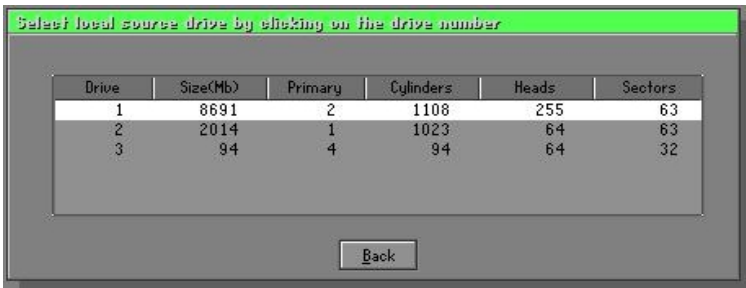 Select local source drive by clicking on the drive number
Drive Size(Mb) Primary Cylinders Heads Sectors
1 8691 2 1108 255 63
2 2014 1 1023 64 63
3 94 4 94 64 32
Back